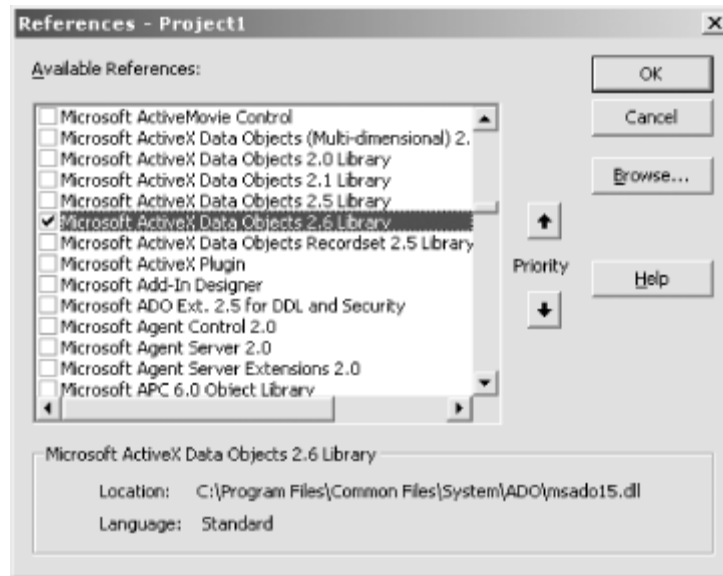 References - Project1
Available References:
Microsoft ActiveMovie Control
Microsoft ActiveX Data Objects (Multi-dimensional) 2.
Microsoft ActiveX Data Objects 2.0 Library
Microsoft ActiveX Data Objects 2.1 Library
Microsoft ActiveX Data Objects 2.5 Library
Microsoft ActiveX Data Objects 2.6 Library
Microsoft ActiveX Data Objects Recordset 2.5 Library
Microsoft ActiveX Plugin
Microsoft Add-In Designer
Microsoft ADO Ext. 2.5 for DDL and Security
Microsoft Agent Control 2.0
Microsoft Agent Server 2.0
Microsoft Agent Server Extensions 2.0
Microsoft APC 6.0 Object Library
Priority
OK
Cancel
Browse...
Help
Microsoft ActiveX Data Objects 2.6 Library
Location: C:\Program Files\Common Files\System\ADO\msado15.dll
Language: Standard